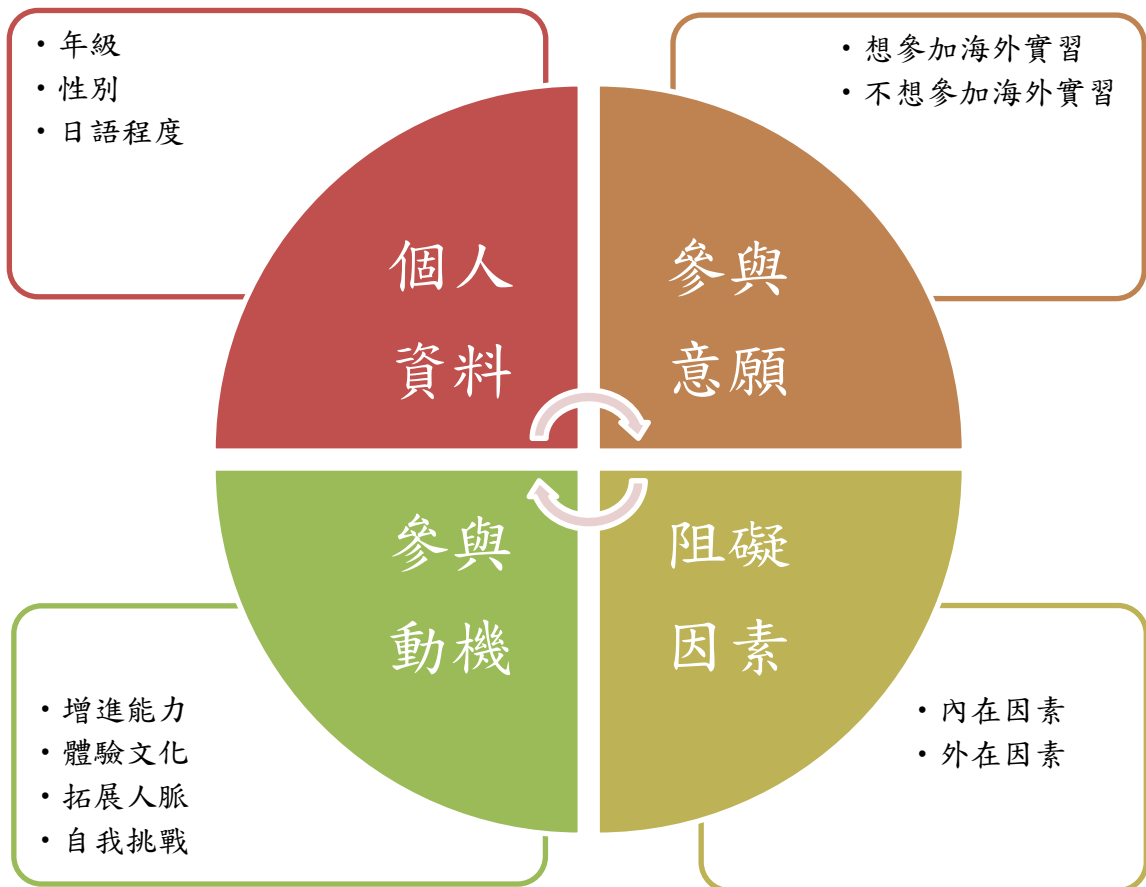 ・年級
・性別
・日語程度
・想參加海外實習
・不想參加海外實習
個人
資料
參與
意願
參與
動機
阻礙
因素
・增進能力
・體驗文化
・拓展人脈
・自我挑戰
・內在因素
・外在因素